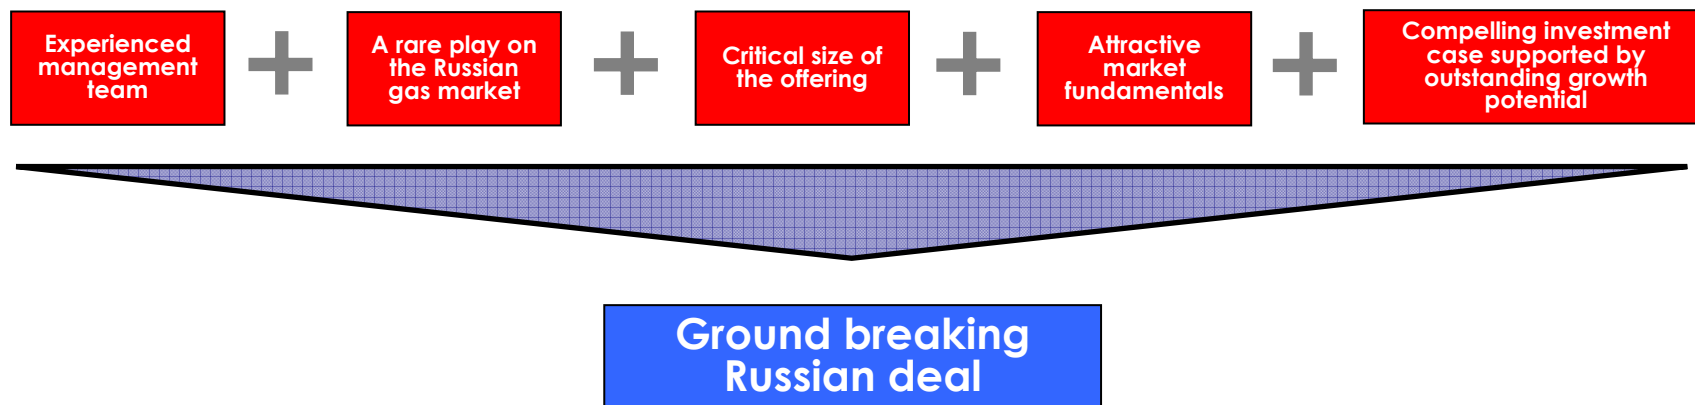 Experienced
management
team
A rare play on
the Russian
gas market
Critical size of
the offering
Attractive
market
fundamentals
Compelling investment
case supported by
outstanding growth
potential
Ground breaking
Russian deal